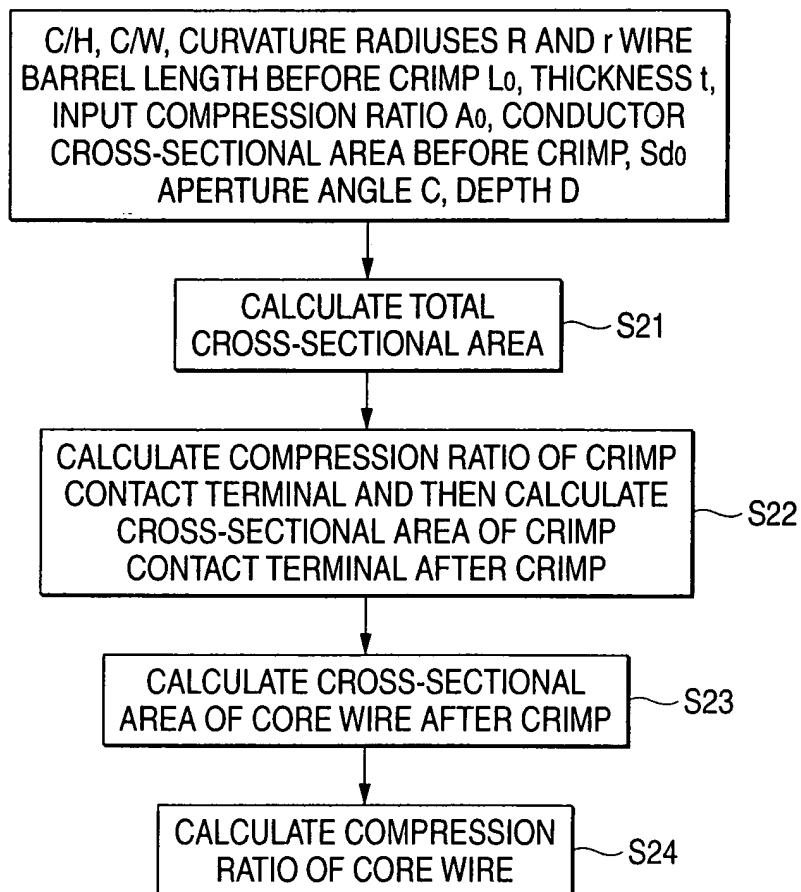 C/H, C/W, CURVATURE RADIUSES R AND r WIRE
BARREL LENGTH BEFORE CRIMP L0, THICKNESS t,
INPUT COMPRESSION RATIO A0, CONDUCTOR
CROSS-SECTIONAL AREA BEFORE CRIMP, Sd0
APERTURE ANGLE C, DEPTH D
CALCULATE TOTAL
CROSS-SECTIONAL AREA
S21
CALCULATE COMPRESSION RATIO OF CRIMP
CONTACT TERMINAL AND THEN CALCULATE
CROSS-SECTIONAL AREA OF CRIMP
CONTACT TERMINAL AFTER CRIMP
S22
CALCULATE CROSS-SECTIONAL
AREA OF CORE WIRE AFTER CRIMP
S23
CALCULATE COMPRESSION
RATIO OF CORE WIRE
S24